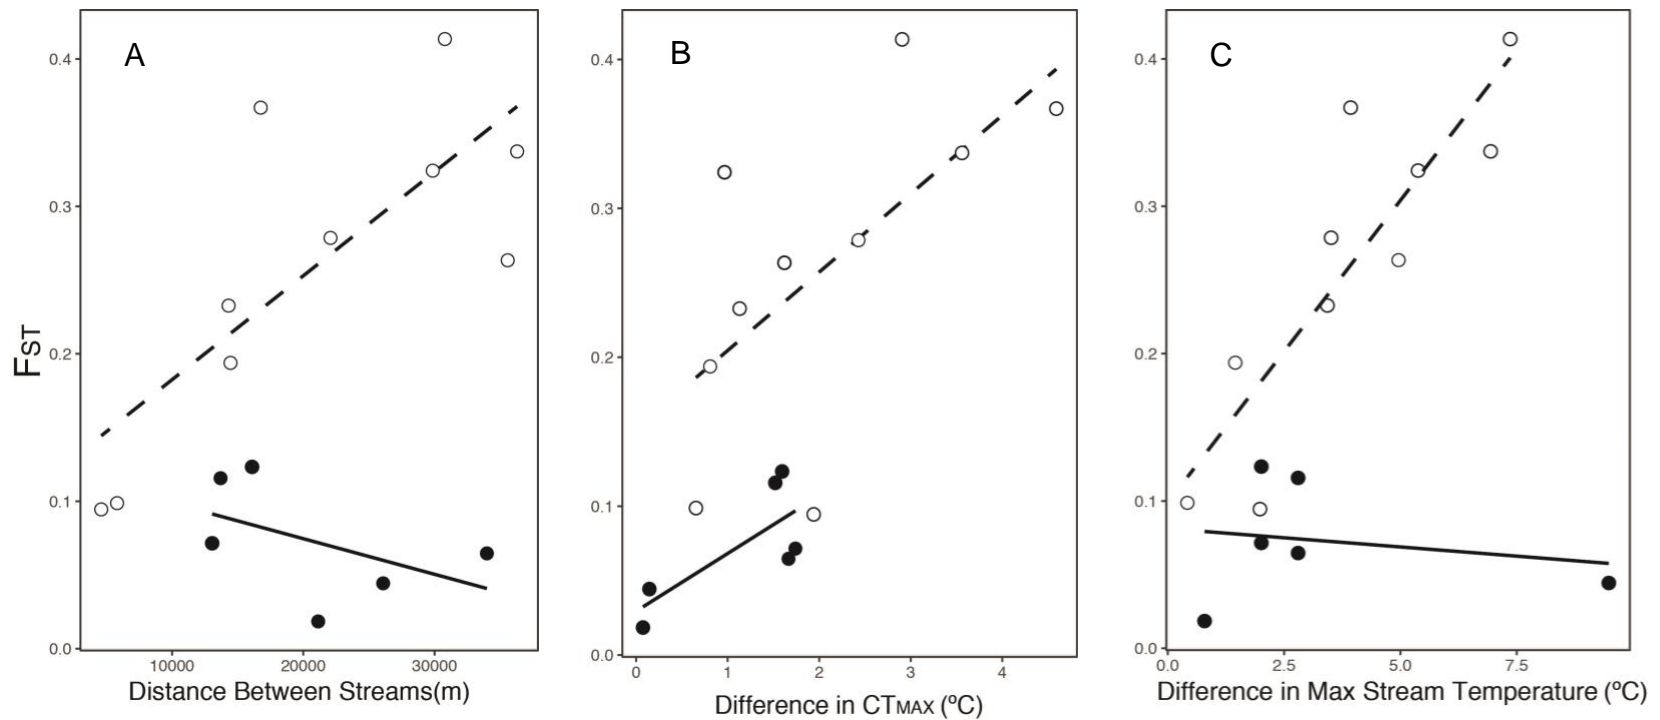 A
B
C
FST
0.4
0.3
0.2
0.1
0.0
10000 20000 30000
Distance Between Streams(m)
0.4
0.3
0.2
0.1
0.0
0 1 2 3 4
Difference in CTMAX (ºC)
0.4
0.3
0.2
0.1
0.0
0.0 2.5 5.0 7.5
Difference in Max Stream Temperature (ºC)